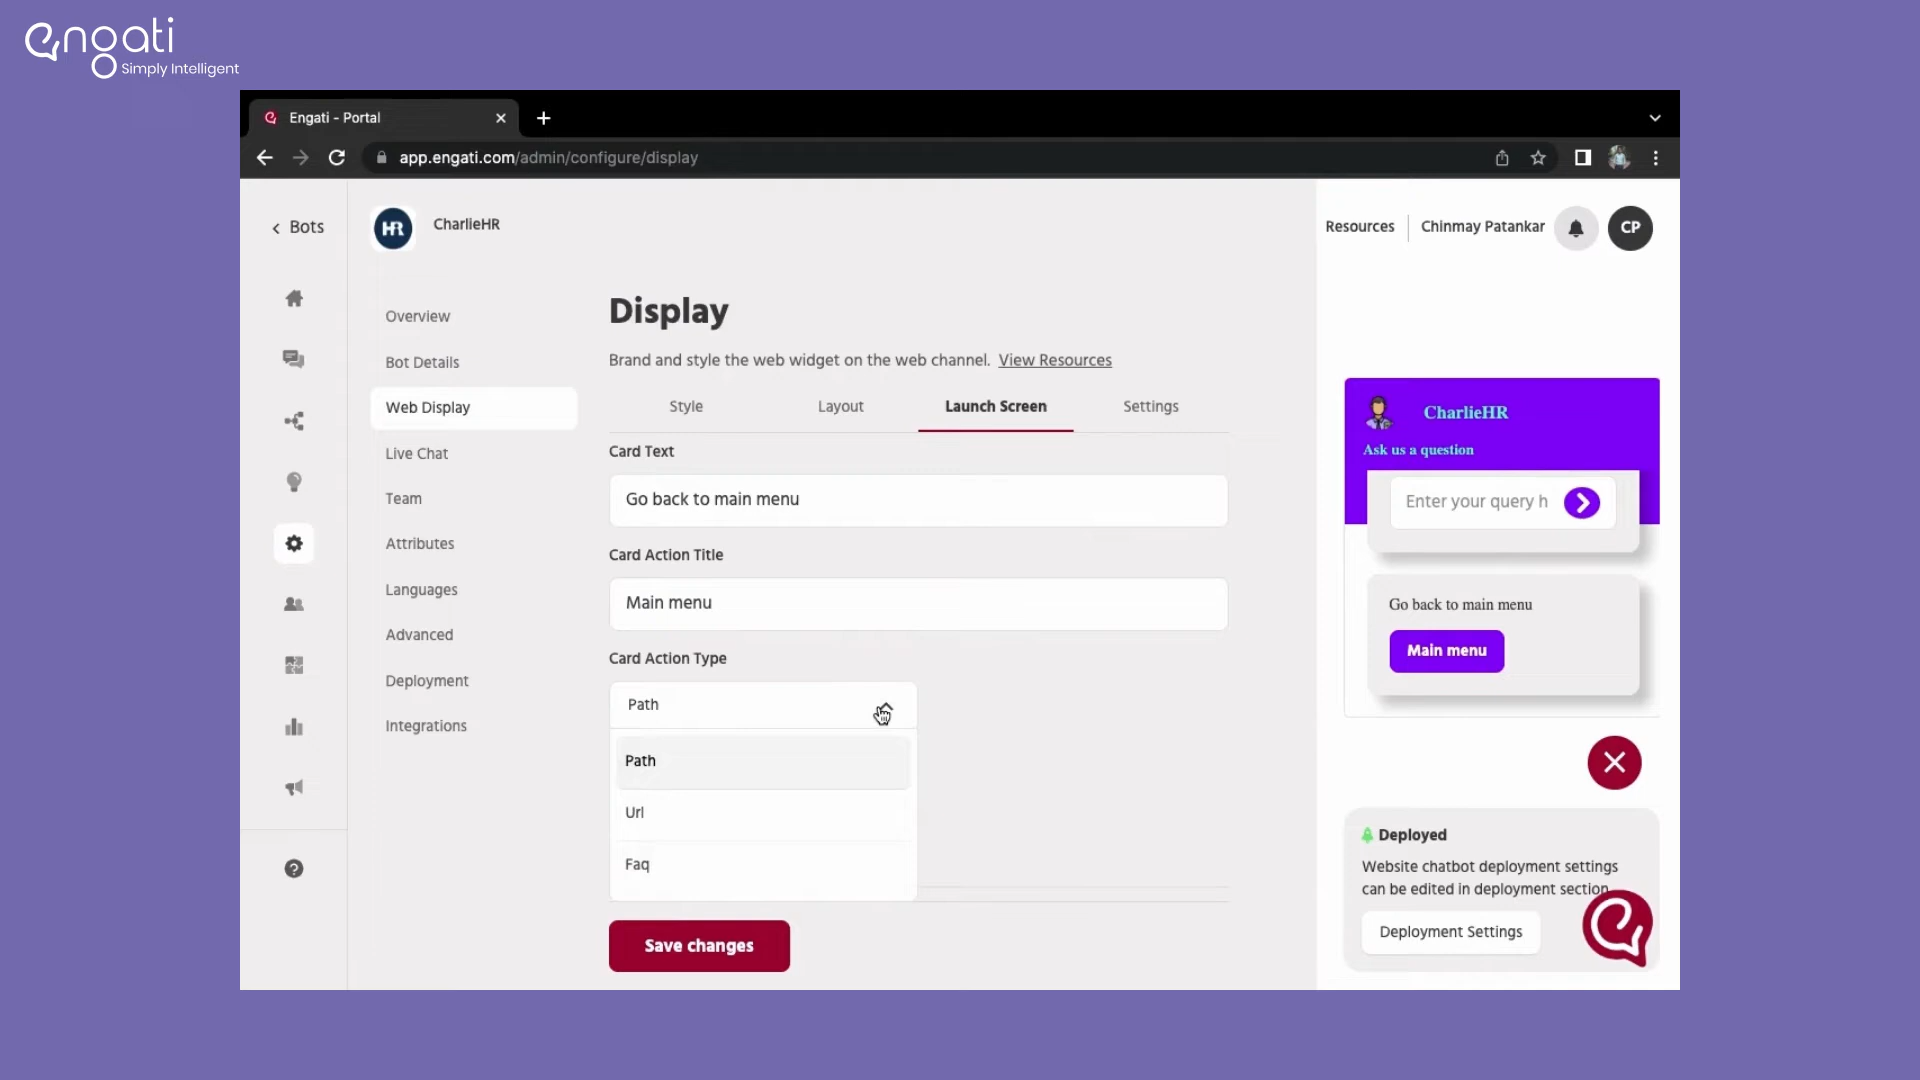 engati
Simply Intelligent
Engati - Portal
app.engati.com/admin/configure/display
Bots
HR
CharlieHR
Resources
Chinmay Patankar
CP
Overview
Bot Details
Web Display
Live Chat
Team
Attributes
Languages
Advanced
Deployment
Integrations
Display
Brand and style the web widget on the web channel. View Resources
Style
Layout
Launch Screen
Settings
Card Text
Go back to main menu
Card Action Title
Main menu
Card Action Type
Path
Path
Url
Faq
Save changes
CharlieHR
Ask us a question
Enter your query h
Go back to main menu
Main menu
Deployed
Website chatbot deployment settings
can be edited in deployment section
Deployment Settings